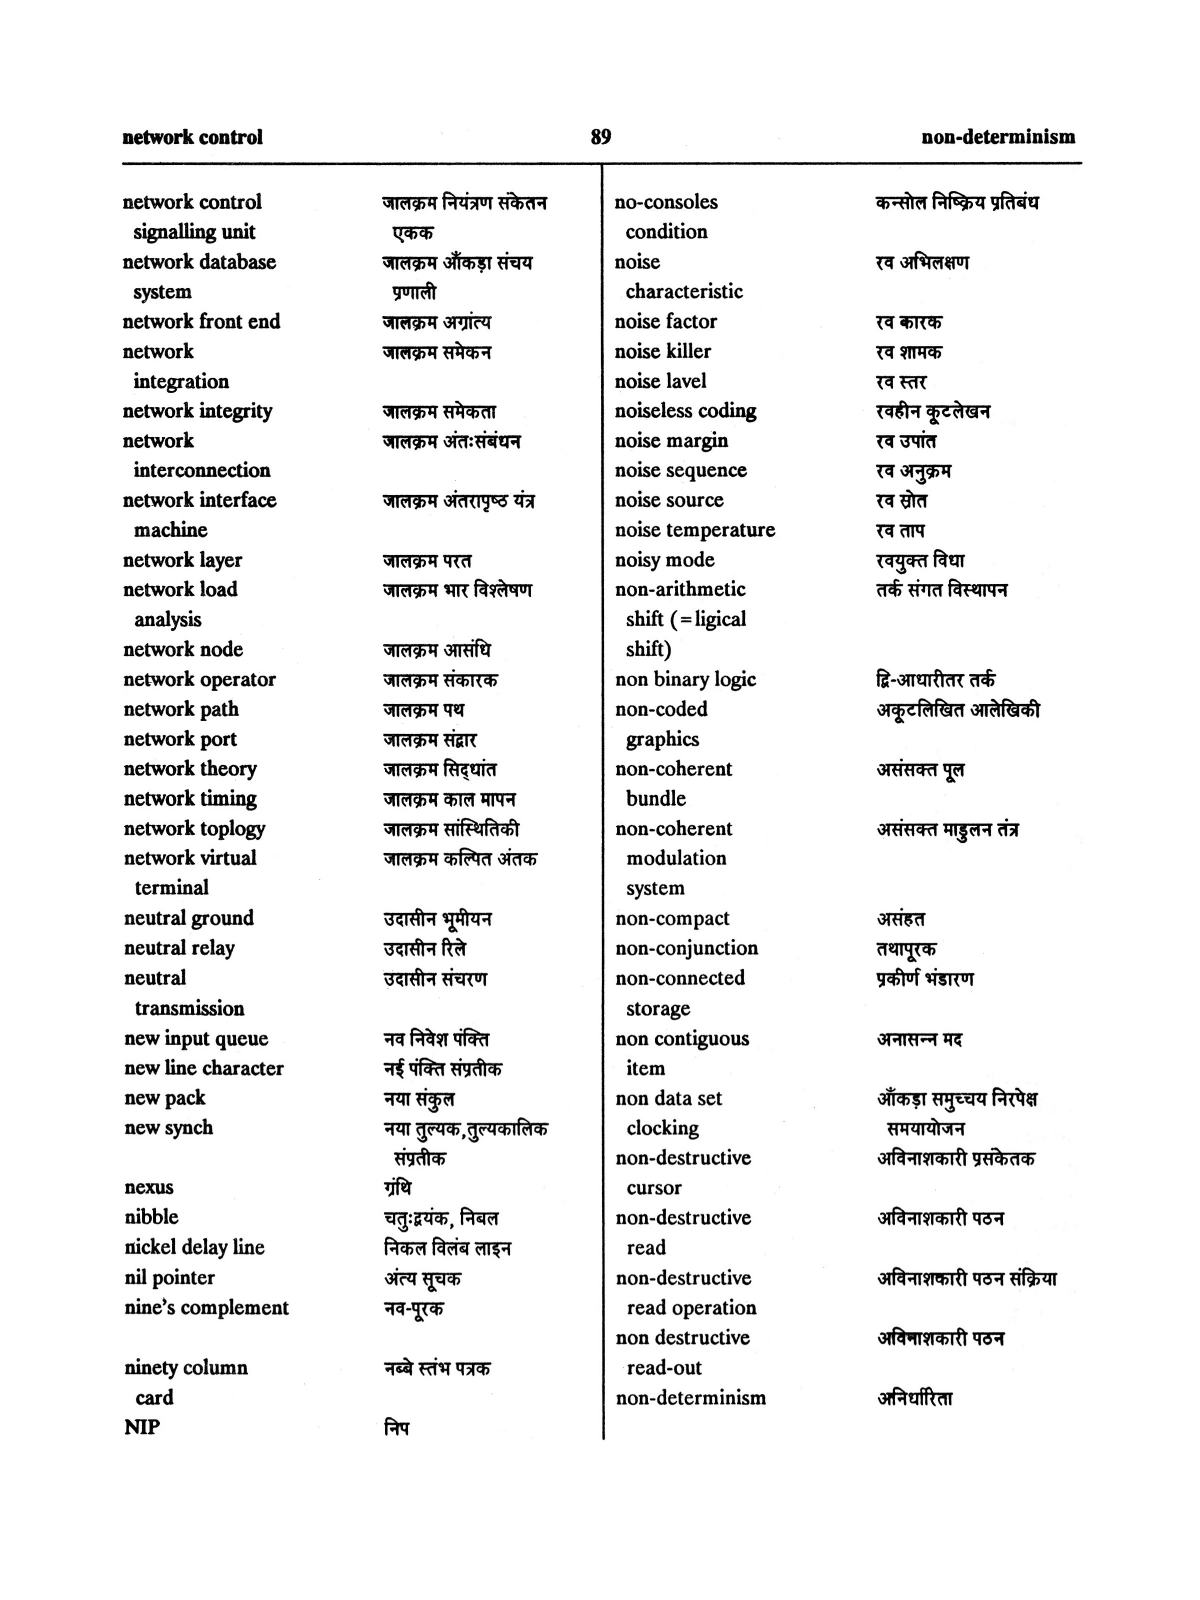 network control 89 non-determinism
network control जालक्रम नियंत्रण संकेतन
signalling unit एकक
network database जालक्रम आँकड़ा संचय
system प्रणाली
network front end जालक्रम अग्रांत्य
network जालक्रम समेकन
integration
network integrity जालक्रम समेकता
network जालक्रम अंतःसंबंधन
interconnection
network interface जालक्रम अंतरापृष्ठ यंत्र
machine
network layer जालक्रम परत
network load जालक्रम भार विश्लेषण
analysis
network node जालक्रम आसंधि
network operator जालक्रम संकारक
network path जालक्रम पथ
network port जालक्रम संद्वार
network theory जालक्रम सिद्धांत
network timing जालक्रम काल मापन
network toplogy जालक्रम सांस्थितिकी
network virtual जालक्रम कल्पित अंतक
terminal
neutral ground उदासीन भूमीयन
neutral relay उदासीन रिले
neutral उदासीन संचरण
transmission
new input queue नव निवेश पंक्ति
new line character नई पंक्ति संप्रतीक
new pack नया संकुल
new synch नया तुल्यक,तुल्यकालिक
संप्रतीक
nexus ग्रंथि
nibble चतुःद्वयंक, निबल
nickel delay line निकल विलंब लाइन
nil pointer अंत्य सूचक
nine's complement नव-पूरक
ninety column नब्बे स्तंभ पत्रक
card
NIP निप
no-consoles कन्सोल निष्क्रिय प्रतिबंध
condition
noise रव अभिलक्षण
characteristic
noise factor रव कारक
noise killer रव शामक
noise lavel रव स्तर
noiseless coding रवहीन कूटलेखन
noise margin रव उपांत
noise sequence रव अनुक्रम
noise source रव स्रोत
noise temperature रव ताप
noisy mode रवयुक्त विधा
non-arithmetic तर्क संगत विस्थापन
shift (=ligical
shift)
non binary logic द्वि-आधारीतर तर्क
non-coded अकूटलिखित आलेखिकी
graphics
non-coherent असंसक्त पूल
bundle
non-coherent असंसक्त माडुलन तंत्र
modulation
system
non-compact असंहत
non-conjunction तथापूरक
non-connected प्रकीर्ण भंडारण
storage
non contiguous अनासन्न मद
item
non data set आँकड़ा समुच्चय निरपेक्ष
clocking समयायोजन
non-destructive अविनाशकारी प्रसंकेतक
cursor
non-destructive अविनाशकारी पठन
read
non-destructive अविनाशकारी पठन संक्रिया
read operation
non destructive अविनाशकारी पठन
read-out
non-determinism अनिर्धारिता